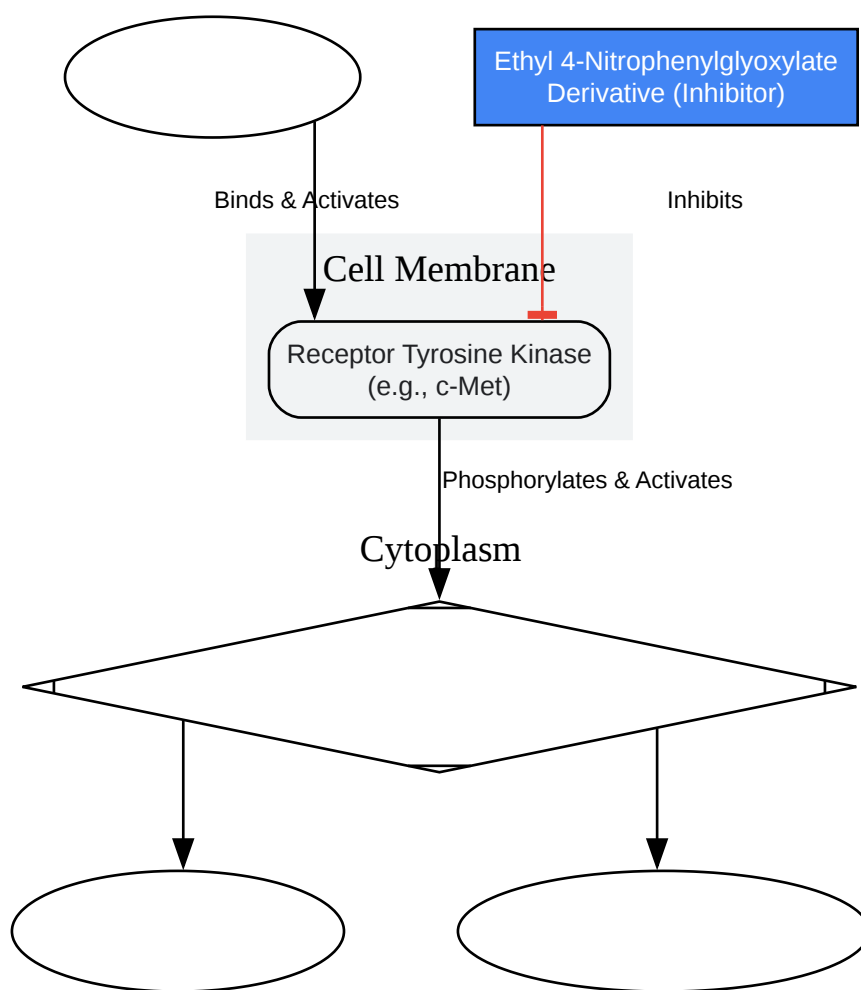 Ethyl 4-Nitrophenylglyoxylate
Derivative (Inhibitor)
Binds & Activates
Inhibits
Cell Membrane
Receptor Tyrosine Kinase
(e.g., c-Met)
Phosphorylates & Activates
Cytoplasm